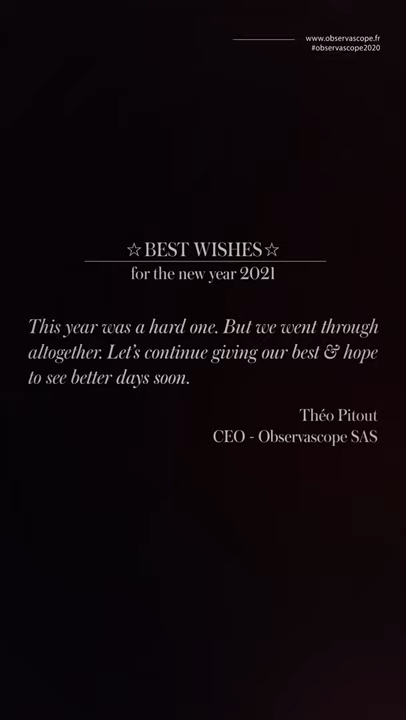 www.observascope.fr
#observascope2020
☆BEST WISHES☆
for the new year 2021
This year was a hard one. But we went through
altogether. Let's continue giving our best & hope
to see better days soon.
Théo Pitout
CEO - Observascope SAS